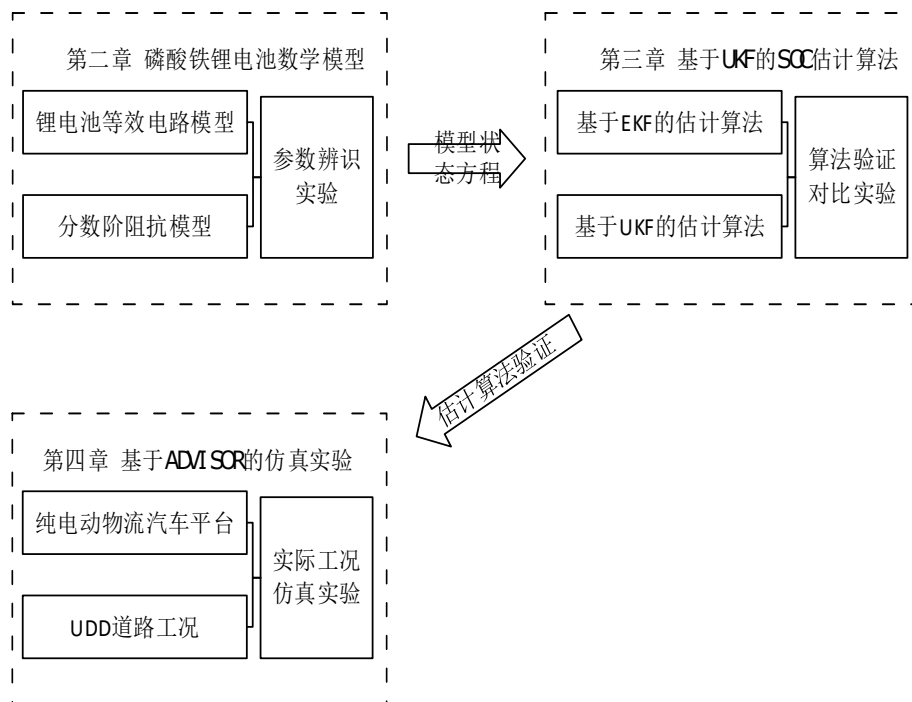 第二章 磷酸铁锂电池数学模型
锂电池等效电路模型
分数阶阻抗模型
参数辨识
实验
模型状
态方程
第三章 基于UKF的SOC估计算法
基于EKF的估计算法
基于UKF的估计算法
算法验证
对比实验
估计算法验证
第四章 基于ADVISOR的仿真实验
纯电动物流汽车平台
UDD道路工况
实际工况
仿真实验